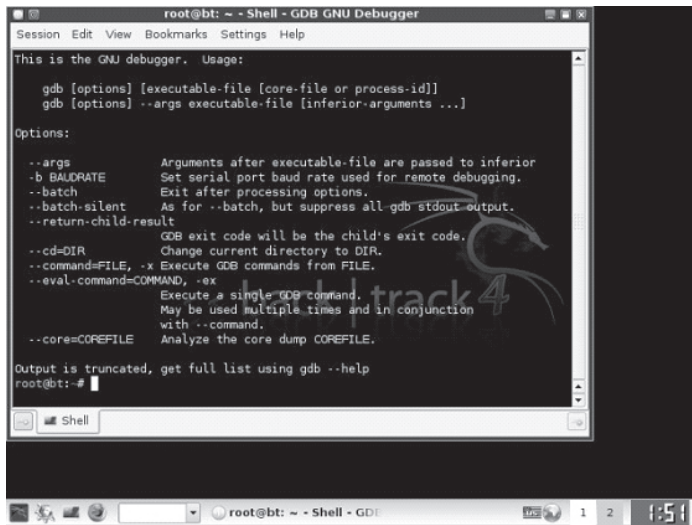 root@bt: ~ - Shell - GDB GNU Debugger
Session Edit View Bookmarks Settings Help
This is the GNU debugger. Usage:
gdb [options] [executable-file [core-file or process-id]]
gdb [options] --args executable-file [inferior-arguments ...]
Options:
--args Arguments after executable-file are passed to inferior
-b BAUDRATE Set serial port baud rate used for remote debugging.
--batch Exit after processing options.
--batch-silent As for --batch, but suppress all gdb stdout output.
--return-child-result
GDB exit code will be the child's exit code.
--cd=DIR Change current directory to DIR.
--command=FILE, -x Execute GDB commands from FILE.
--eval-command=COMMAND, -ex
Execute a single GDB command.
May be used multiple times and in conjunction
with --command.
--core=COREFILE Analyze the core dump COREFILE.
<< back | track 4
Output is truncated, get full list using gdb --help
root@bt:~#
Shell
root@bt: ~ - Shell - GDB
1 2
1:51